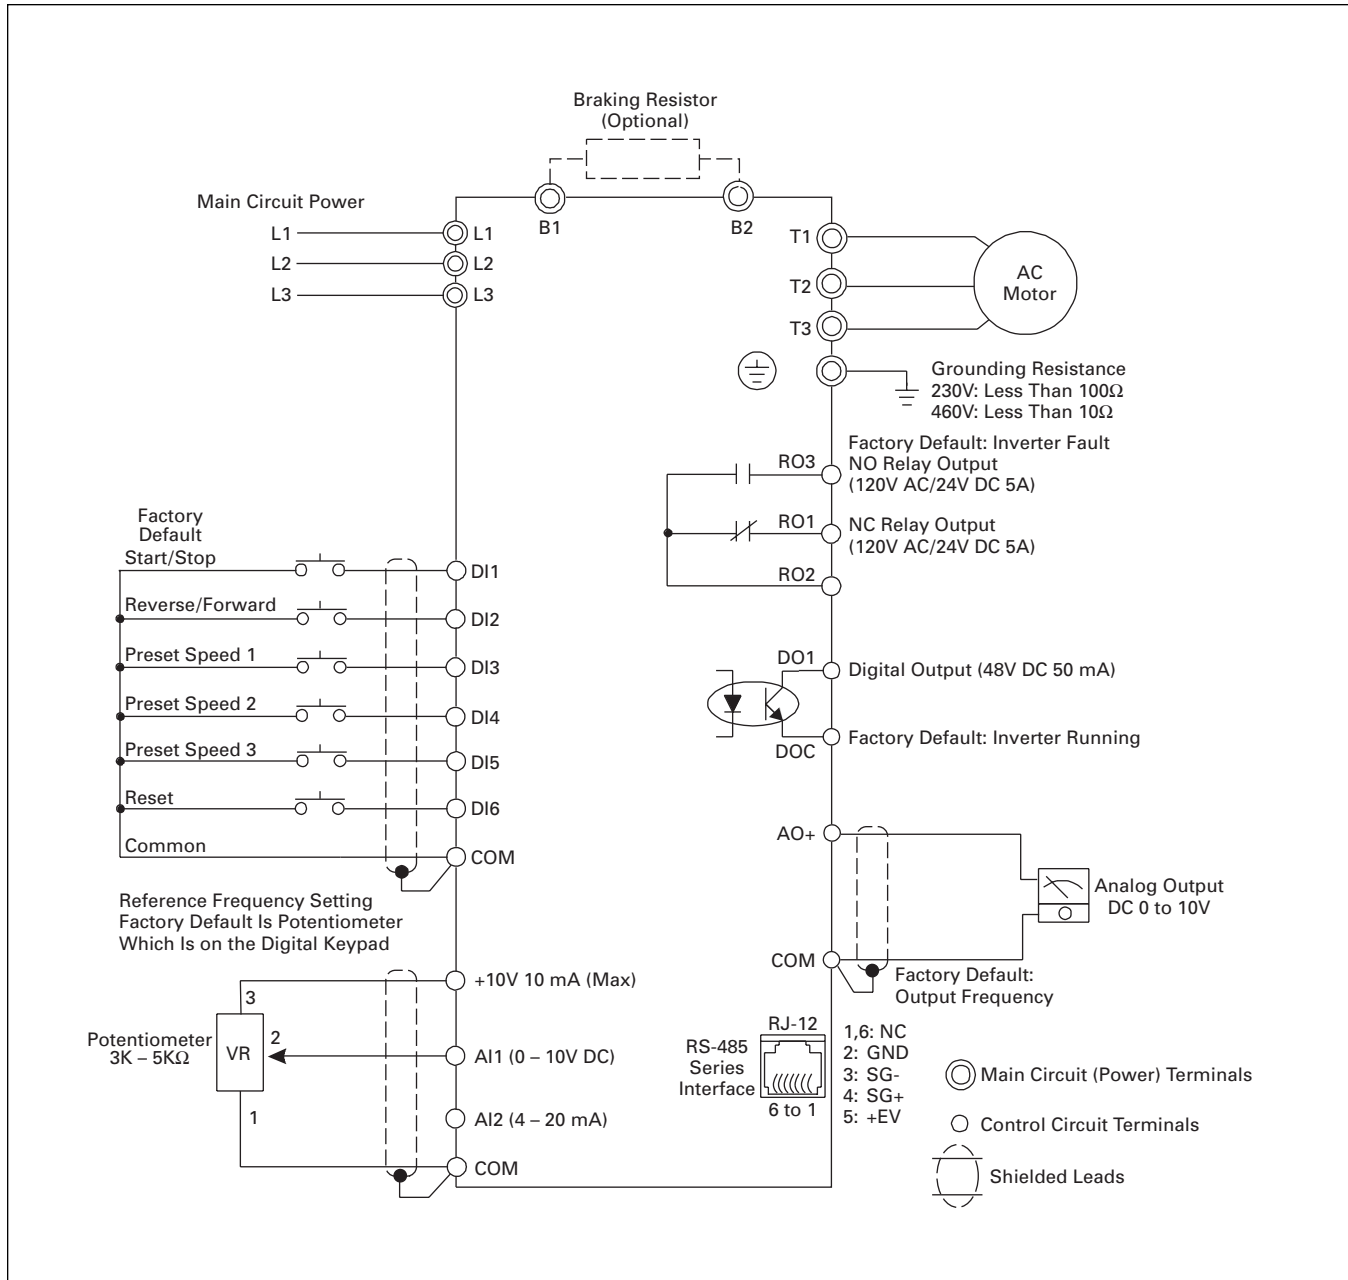 Braking Resistor
(Optional)
Main Circuit Power
B1
B2
L1
L1
L2
L2
L3
L3
T1
T2
T3
AC
Motor
Grounding Resistance
230V: Less Than 100Ω
460V: Less Than 10Ω
Factory Default: Inverter Fault
RO3
NO Relay Output
(120V AC/24V DC 5A)
RO1
NC Relay Output
(120V AC/24V DC 5A)
RO2
Factory
Default
Start/Stop
DI1
Reverse/Forward
DI2
Preset Speed 1
DI3
Preset Speed 2
DI4
Preset Speed 3
DI5
Reset
DI6
Common
COM
DO1
Digital Output (48V DC 50 mA)
DOC
Factory Default: Inverter Running
AO+
Analog Output
DC 0 to 10V
COM
Factory Default:
Output Frequency
Reference Frequency Setting
Factory Default Is Potentiometer
Which Is on the Digital Keypad
+10V 10 mA (Max)
3
Potentiometer
3K – 5KΩ
VR
2
AI1 (0 – 10V DC)
1
AI2 (4 – 20 mA)
COM
RJ-12
RS-485
Series
Interface
6 to 1
1,6: NC
2: GND
3: SG-
4: SG+
5: +EV
Main Circuit (Power) Terminals
Control Circuit Terminals
Shielded Leads